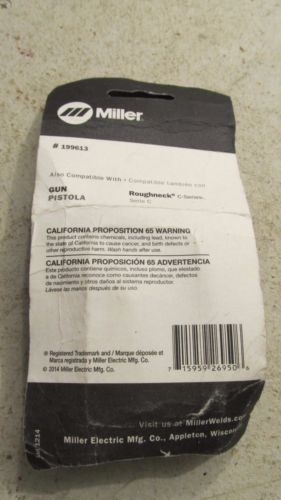 Miller®
# 199613
Also Compatible With • Compatible también con
GUN Roughneck® C-Series
PISTOLA Serie C
CALIFORNIA PROPOSITION 65 WARNING
This product contains chemicals, including lead, known to
the state of California to cause cancer, and birth defects or
other reproductive harm. Wash hands after use.
CALIFORNIA PROPOSICIÓN 65 ADVERTENCIA
Este producto contiene químicos, incluso plomo, que el estado
de California reconoce como causantes de cáncer, defectos
de nacimiento y otros daños al sistema reproductor.
Lávese las manos después de su uso.
® Registered Trademark and / Marque déposée et
Marca registrada y Miller Electric Mfg. Co.
© 2014 Miller Electric Mfg. Co.
7 15959 26950 6
Visit us at MillerWelds.co
Miller Electric Mfg. Co., Appleton, Wiscon
1214